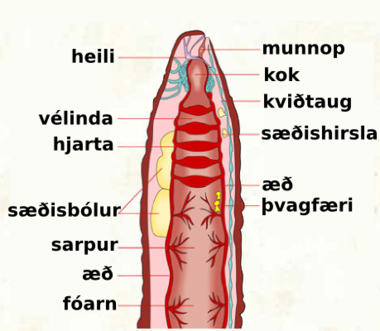 heili
vélinda
hjarta
sæðisbólur
sarpur
æð
fóarn
munnop
kok
kviðtaug
sæðishirsla
æð
þvagfæri